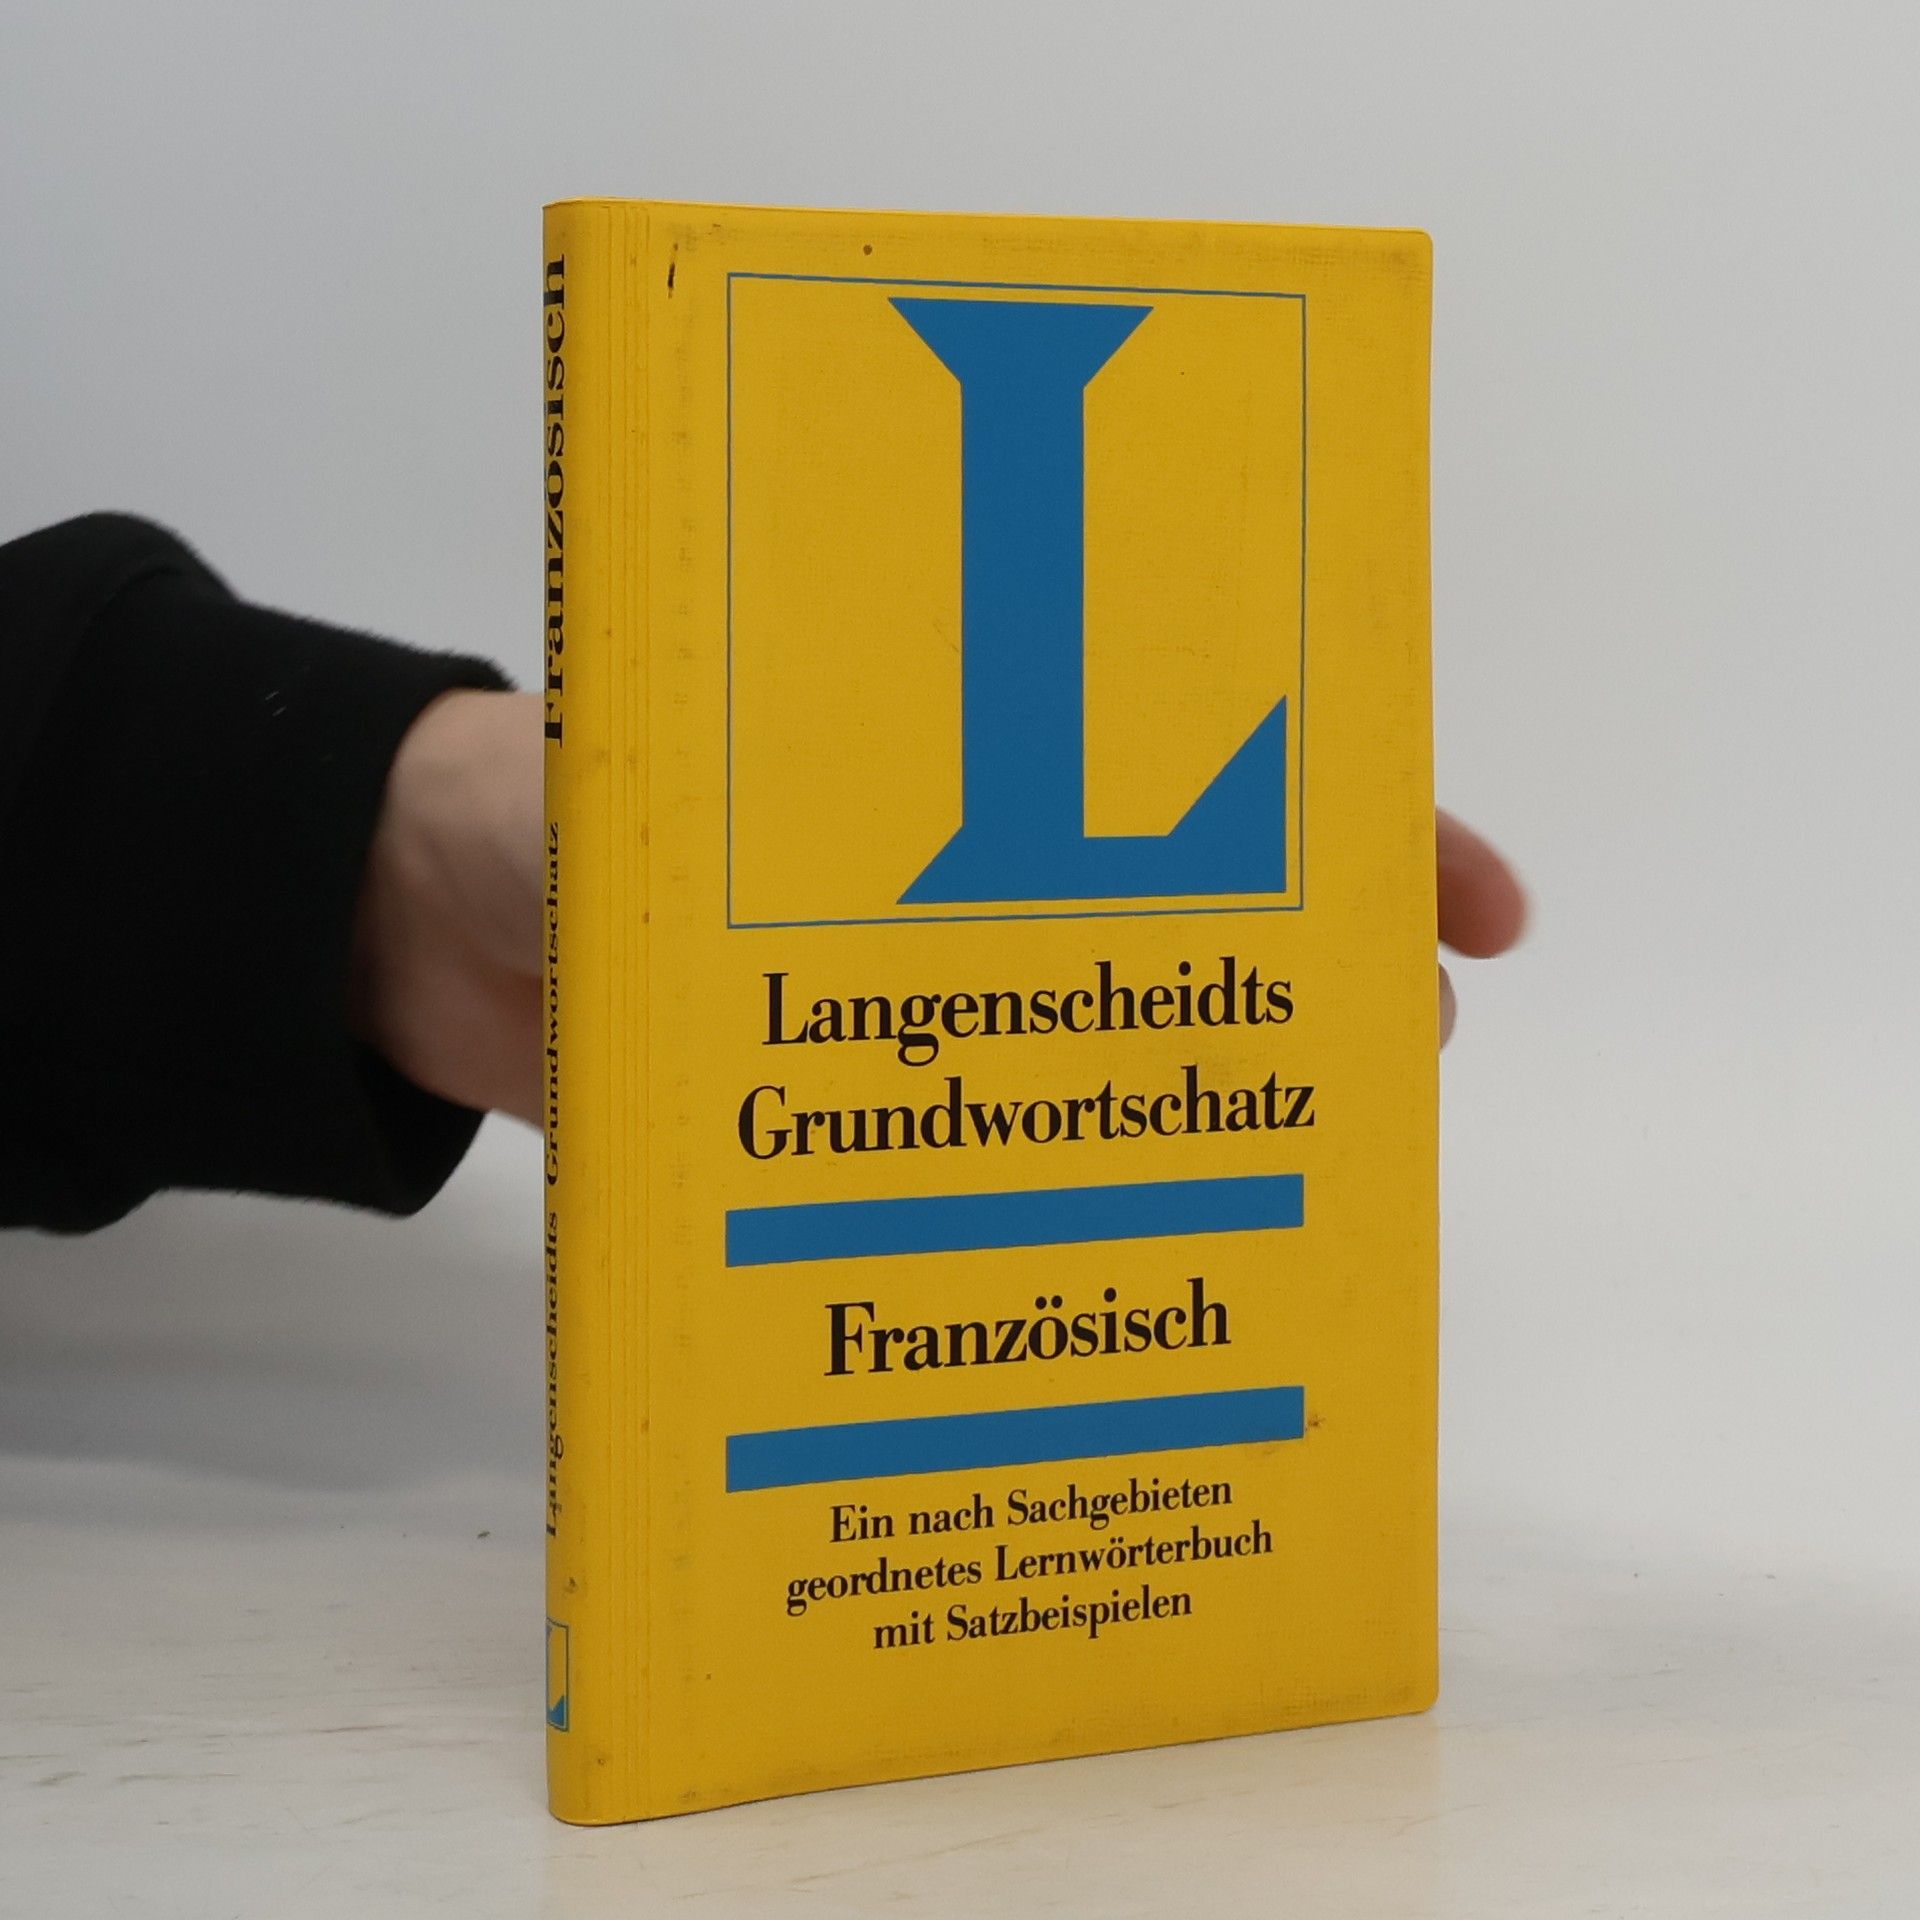 L
Langenscheidts
Grundwortschatz
Französisch
Ein nach Sachgebieten
geordnetes Lernwörterbuch
mit Satzbeispielen
Langenscheidts Grundwortschatz Französisch
L